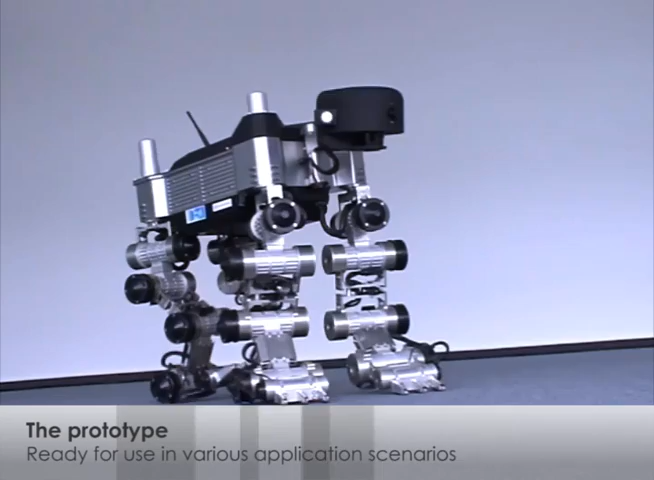 The prototype
Ready for use in various application scenarios